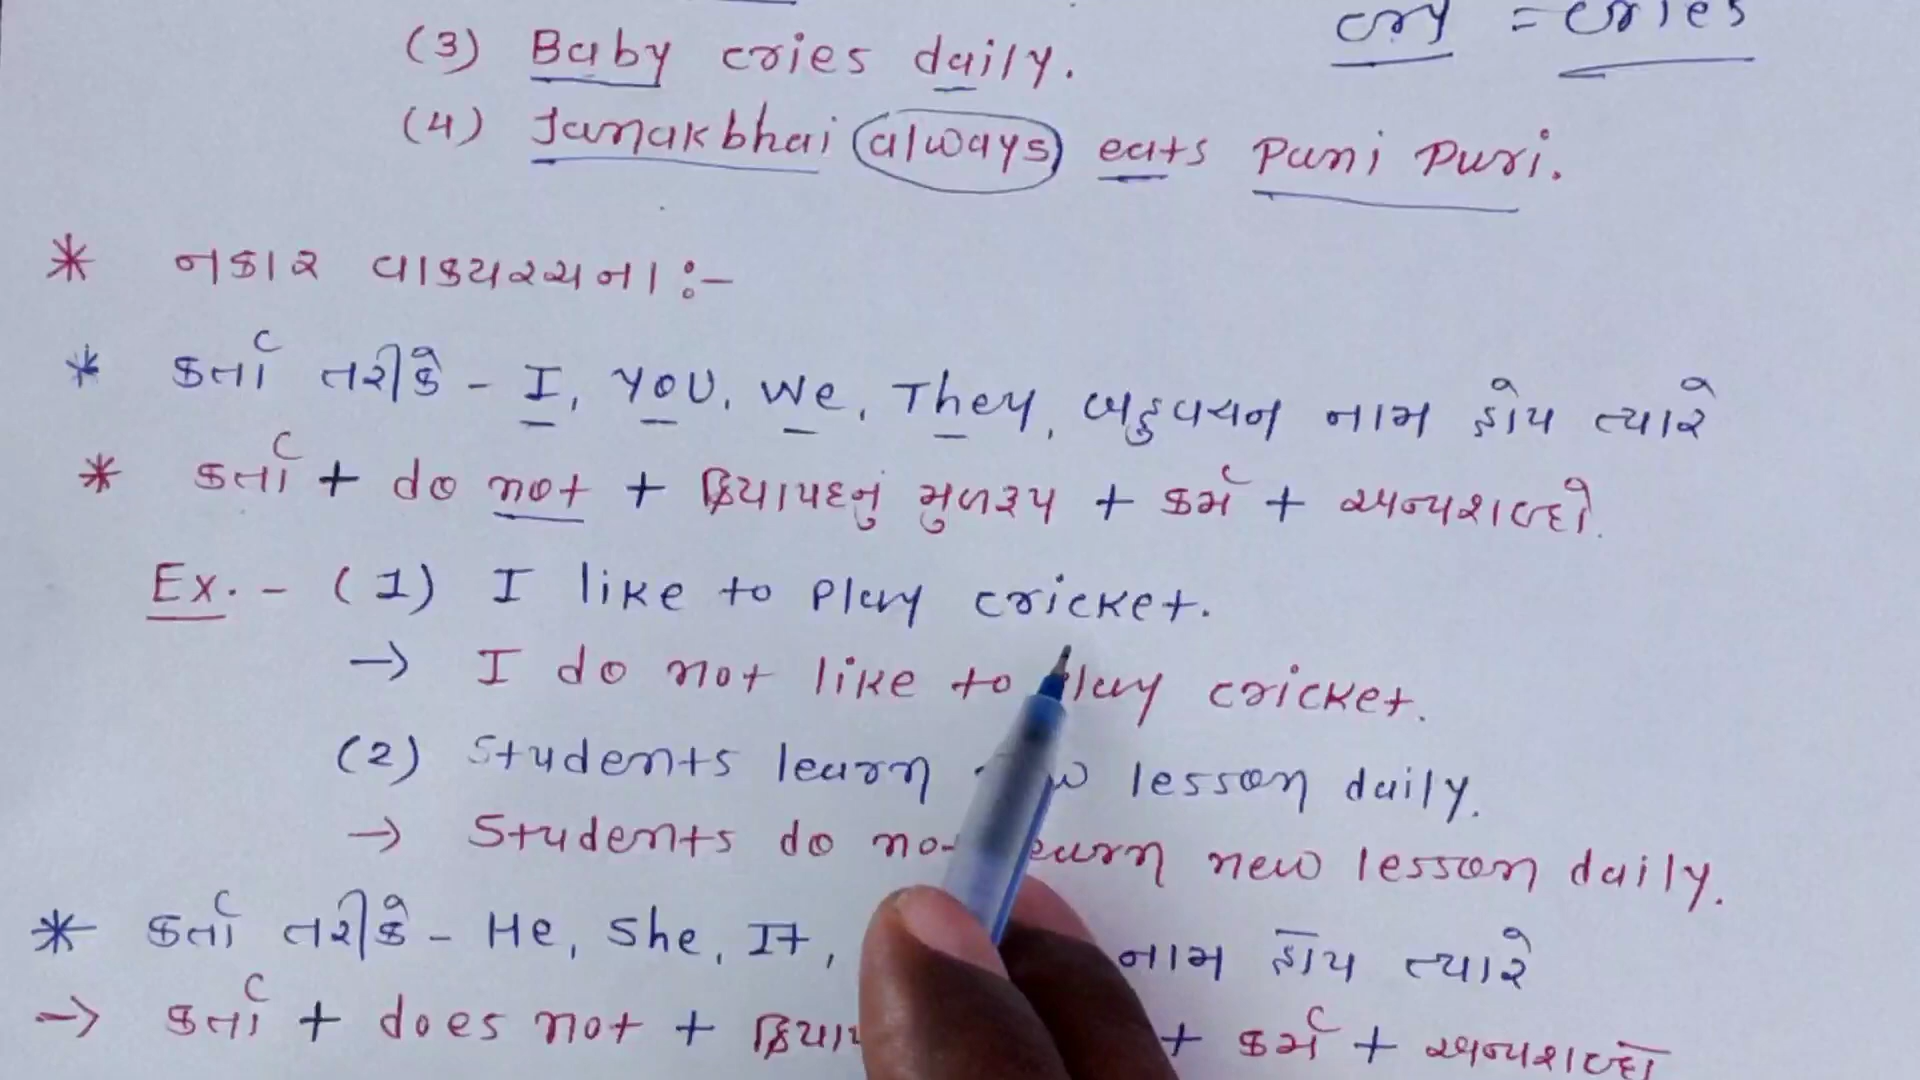 cry = cries
(3) Baby cries daily.
(4) Janakbhai always eats Pani Puri.
* નકાર વાક્યરચના :-
* કર્તા તરીકે - I, You, We, They, બહુવચન નામ હોય ત્યારે
* કર્તા + do not + ક્રિયાપદનું મુળરૂપ + કર્મ + અન્યશબ્દો.
Ex. - (1) I like to play cricket.
→ I do not like to play cricket.
(2) Students learn new lesson daily.
→ Students do not learn new lesson daily.
* કર્તા તરીકે - He, She, It, નામ હોય ત્યારે
→ કર્તા + does not + ક્રિયા + કર્મ + અન્યશબ્દો